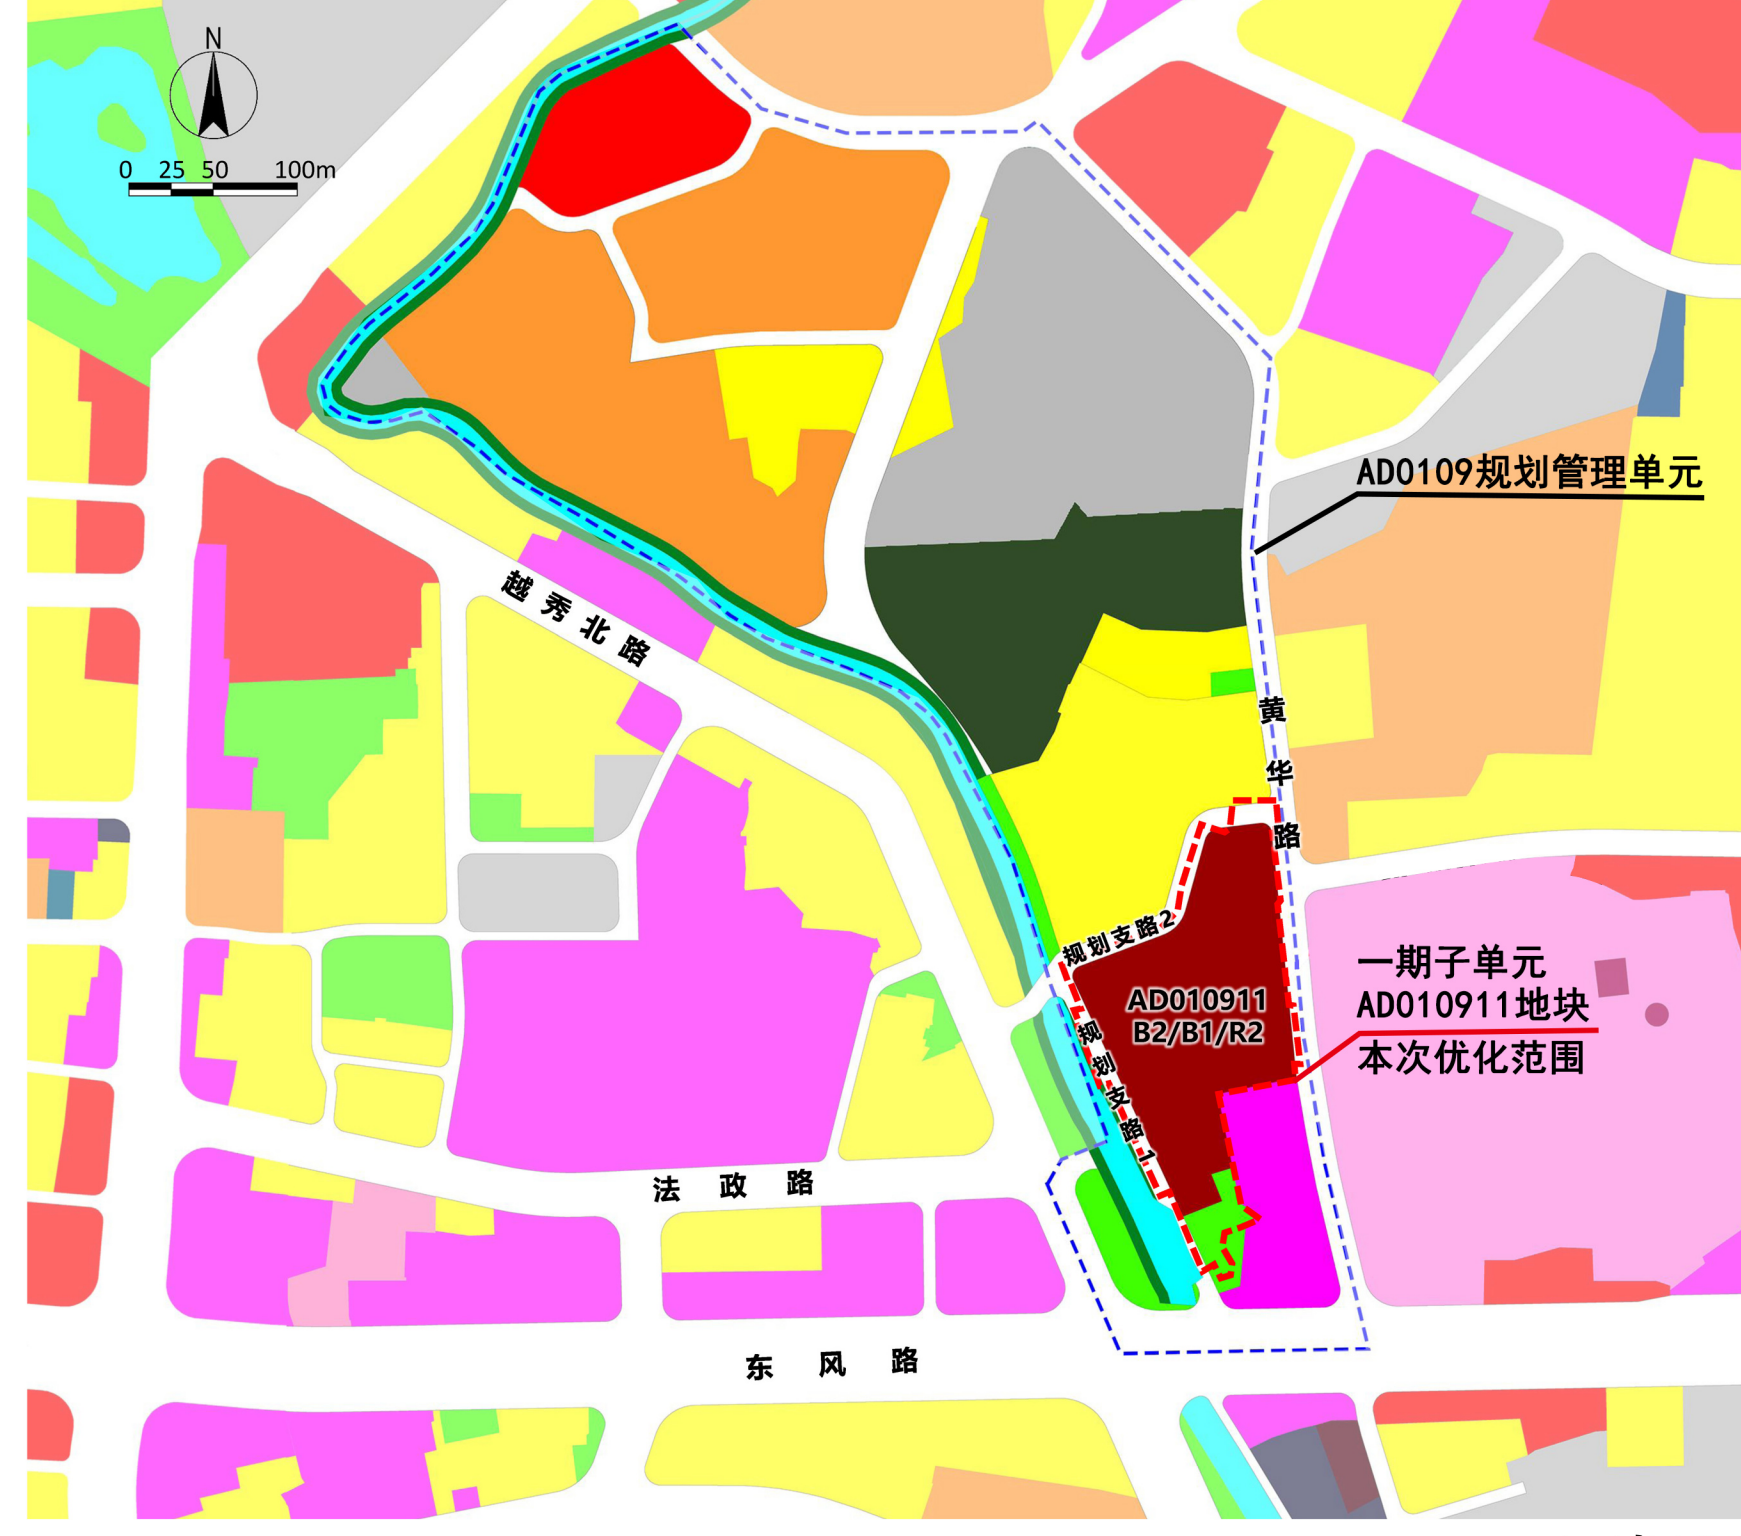 N
0 25 50 100m
AD0109规划管理单元
越秀北路
黄华路
规划支路2
一期子单元
AD010911地块
本次优化范围
AD010911
B2/B1/R2
规划支路1
法政路
东风路